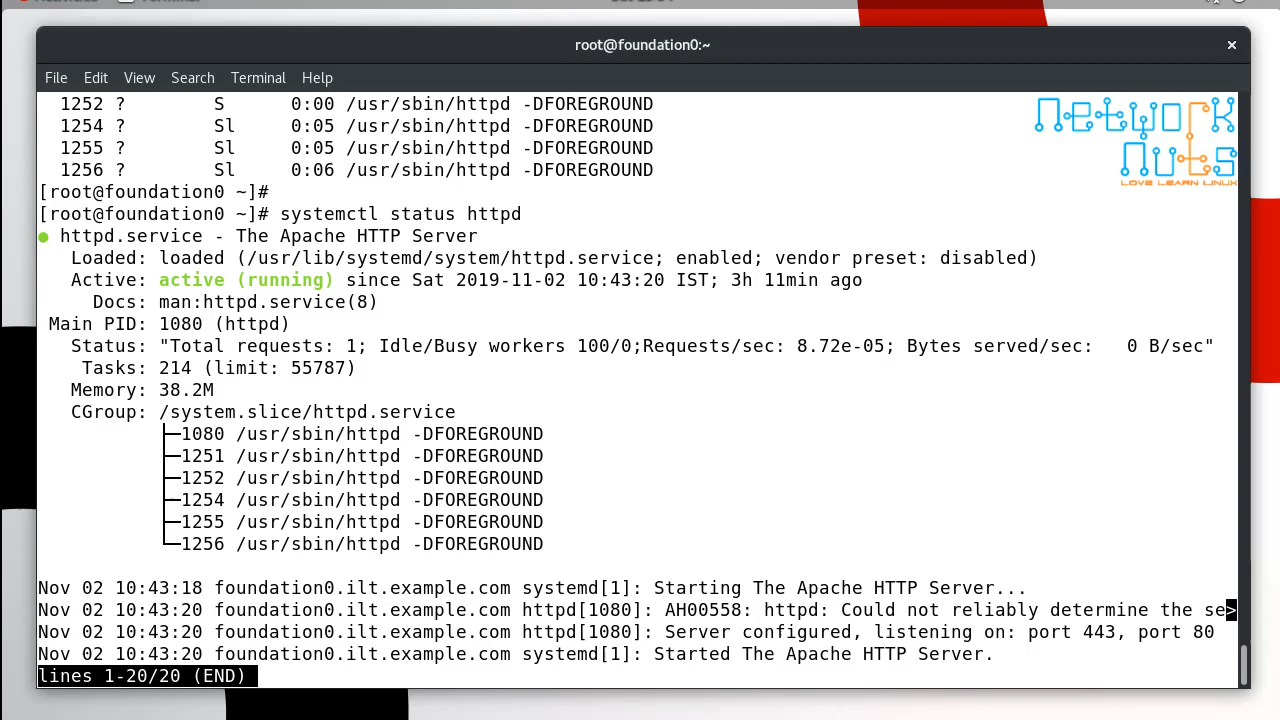 root@foundation0:~
File Edit View Search Terminal Help
1252 ? S 0:00 /usr/sbin/httpd -DFOREGROUND
1254 ? Sl 0:05 /usr/sbin/httpd -DFOREGROUND
1255 ? Sl 0:05 /usr/sbin/httpd -DFOREGROUND
1256 ? Sl 0:06 /usr/sbin/httpd -DFOREGROUND
Network
Nuts
LOVE LEARN LINUX
[root@foundation0 ~]#
[root@foundation0 ~]# systemctl status httpd
● httpd.service - The Apache HTTP Server
Loaded: loaded (/usr/lib/systemd/system/httpd.service; enabled; vendor preset: disabled)
Active: active (running) since Sat 2019-11-02 10:43:20 IST; 3h 11min ago
Docs: man:httpd.service(8)
Main PID: 1080 (httpd)
Status: "Total requests: 1; Idle/Busy workers 100/0;Requests/sec: 8.72e-05; Bytes served/sec:   0 B/sec"
Tasks: 214 (limit: 55787)
Memory: 38.2M
CGroup: /system.slice/httpd.service
├─1080 /usr/sbin/httpd -DFOREGROUND
├─1251 /usr/sbin/httpd -DFOREGROUND
├─1252 /usr/sbin/httpd -DFOREGROUND
├─1254 /usr/sbin/httpd -DFOREGROUND
├─1255 /usr/sbin/httpd -DFOREGROUND
└─1256 /usr/sbin/httpd -DFOREGROUND
Nov 02 10:43:18 foundation0.ilt.example.com systemd[1]: Starting The Apache HTTP Server...
Nov 02 10:43:20 foundation0.ilt.example.com httpd[1080]: AH00558: httpd: Could not reliably determine the se>
Nov 02 10:43:20 foundation0.ilt.example.com httpd[1080]: Server configured, listening on: port 443, port 80
Nov 02 10:43:20 foundation0.ilt.example.com systemd[1]: Started The Apache HTTP Server.
lines 1-20/20 (END)